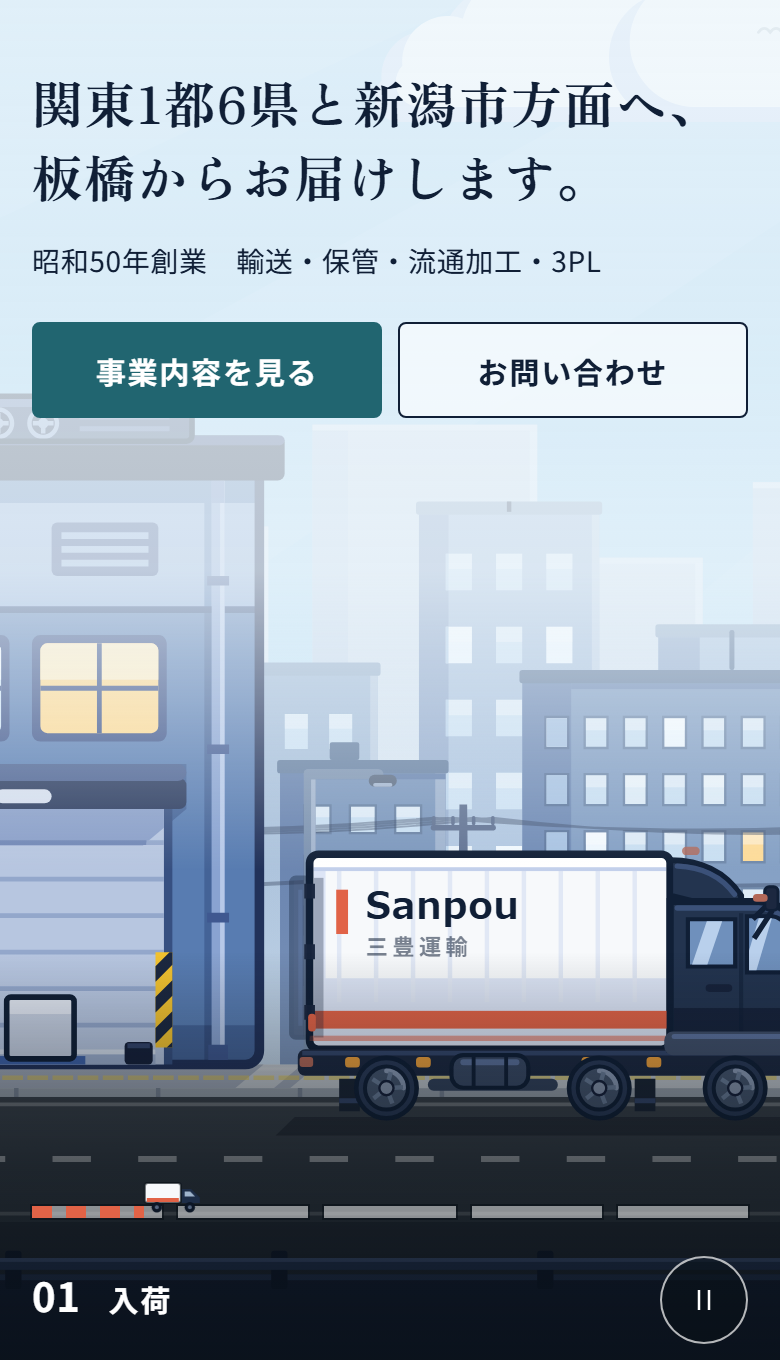 関東1都6県と新潟市方面へ、
板橋からお届けします。
昭和50年創業　輸送・保管・流通加工・3PL
事業内容を見る
お問い合わせ
Sanpou
三豊運輸
01 入荷